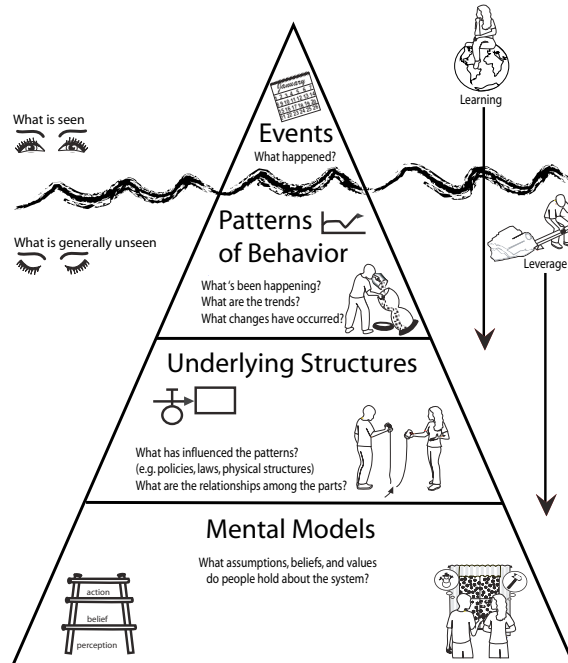 January
Learning
What is seen
Events
What happened?
What is generally unseen
Patterns
of Behavior
Leverage
What's been happening?
What are the trends?
What changes have occurred?
Underlying Structures
What has influenced the patterns?
(e.g. policies, laws, physical structures)
What are the relationships among the parts?
Mental Models
What assumptions, beliefs, and values
do people hold about the system?
action
belief
perception